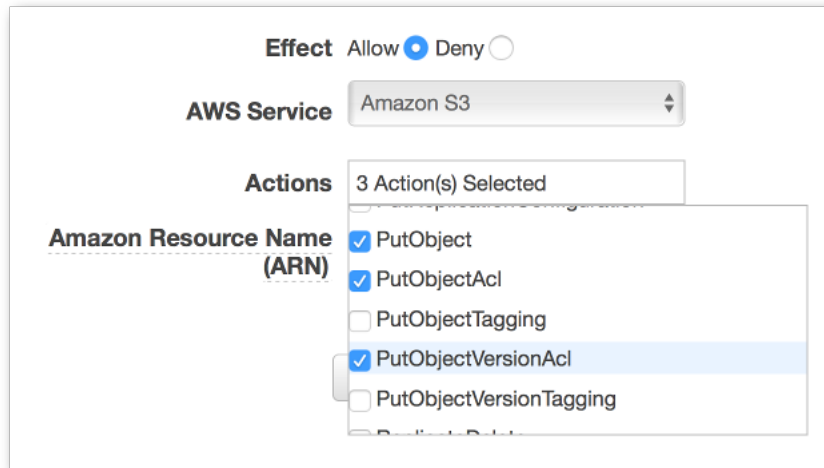 Effect Allow Deny
AWS Service Amazon S3
Actions 3 Action(s) Selected
Amazon Resource Name
(ARN)
PutObject
PutObjectAcl
PutObjectTagging
PutObjectVersionAcl
PutObjectVersionTagging